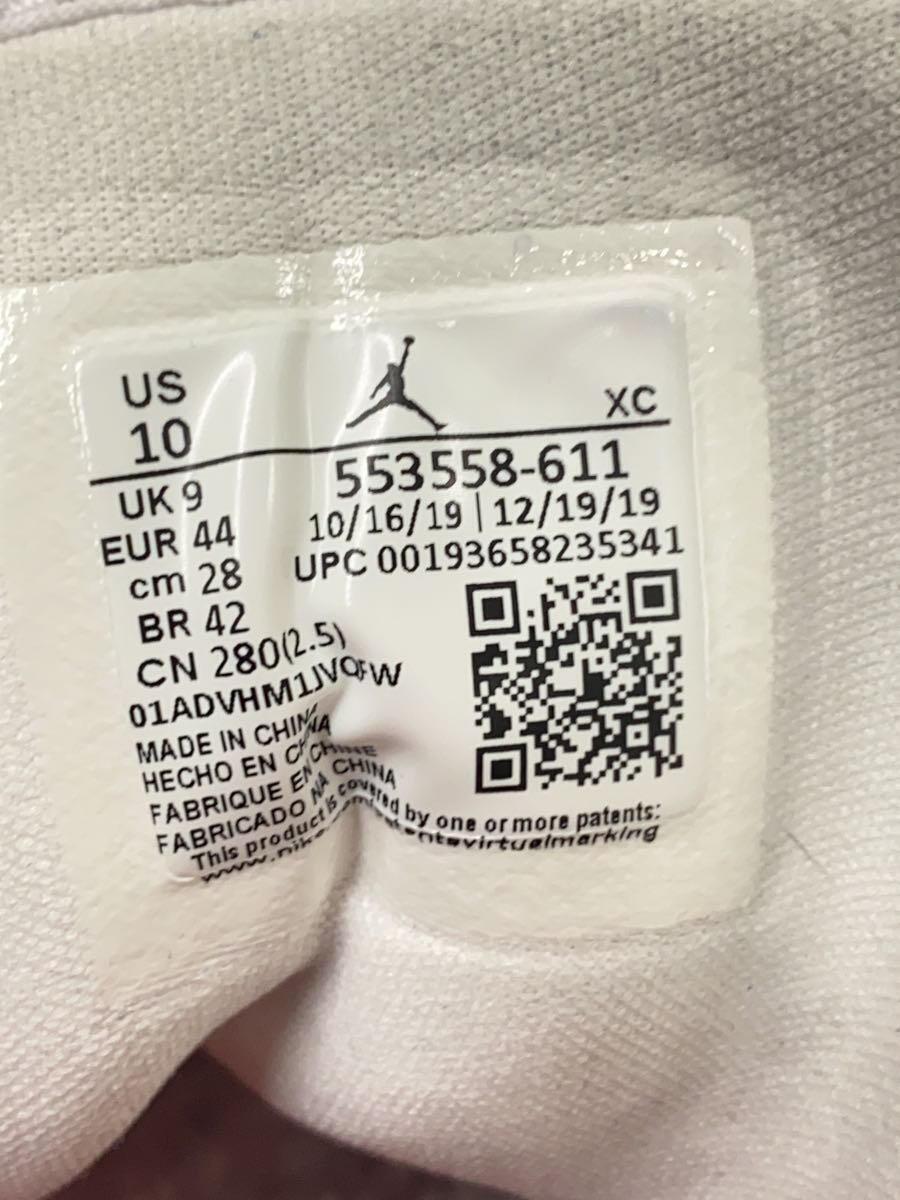 US
10
XC
553558-611
10/16/19 | 12/19/19
UPC 00193658235341
UK 9
EUR 44
cm 28
BR 42
CN 280(2.5)
01ADVHM1JVQFW
MADE IN CHINA
HECHO EN CHINA
FABRIQUE EN CHINE
FABRICADO NA CHINA
This product is covered by one or more patents: